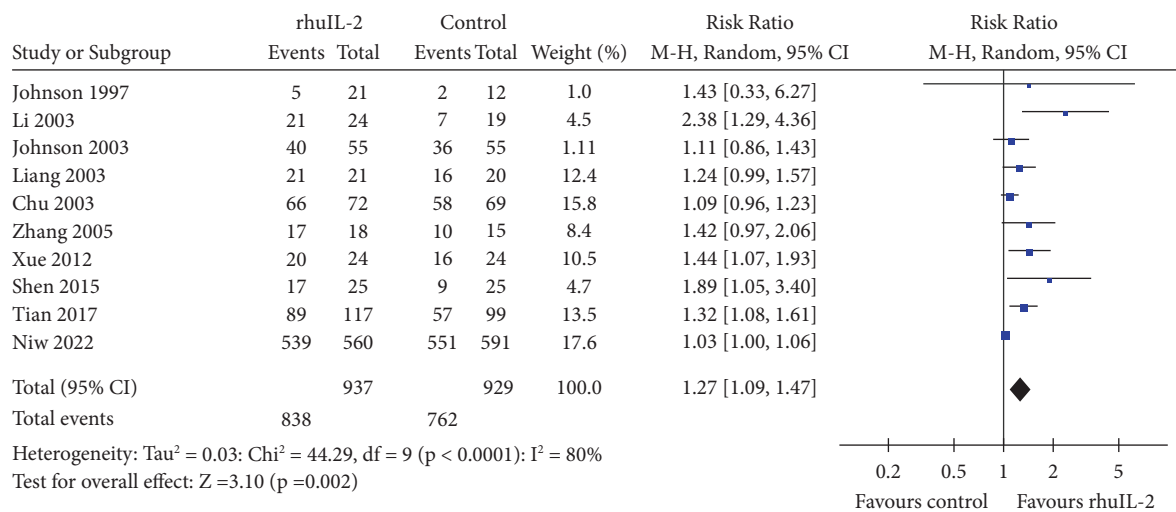 rhuIL-2 Control Risk Ratio Risk Ratio
Study or Subgroup Events Total Events Total Weight (%) M-H, Random, 95% CI M-H, Random, 95% CI
Johnson 1997 5 21 2 12 1.0 1.43 [0.33, 6.27]
Li 2003 21 24 7 19 4.5 2.38 [1.29, 4.36]
Johnson 2003 40 55 36 55 1.11 1.11 [0.86, 1.43]
Liang 2003 21 21 16 20 12.4 1.24 [0.99, 1.57]
Chu 2003 66 72 58 69 15.8 1.09 [0.96, 1.23]
Zhang 2005 17 18 10 15 8.4 1.42 [0.97, 2.06]
Xue 2012 20 24 16 24 10.5 1.44 [1.07, 1.93]
Shen 2015 17 25 9 25 4.7 1.89 [1.05, 3.40]
Tian 2017 89 117 57 99 13.5 1.32 [1.08, 1.61]
Niw 2022 539 560 551 591 17.6 1.03 [1.00, 1.06]
Total (95% CI) 937 929 100.0 1.27 [1.09, 1.47]
Total events 838 762
Heterogeneity: Tau² = 0.03: Chi² = 44.29, df = 9 (p < 0.0001): I² = 80%
Test for overall effect: Z =3.10 (p =0.002)
0.2 0.5 1 2 5
Favours control Favours rhuIL-2